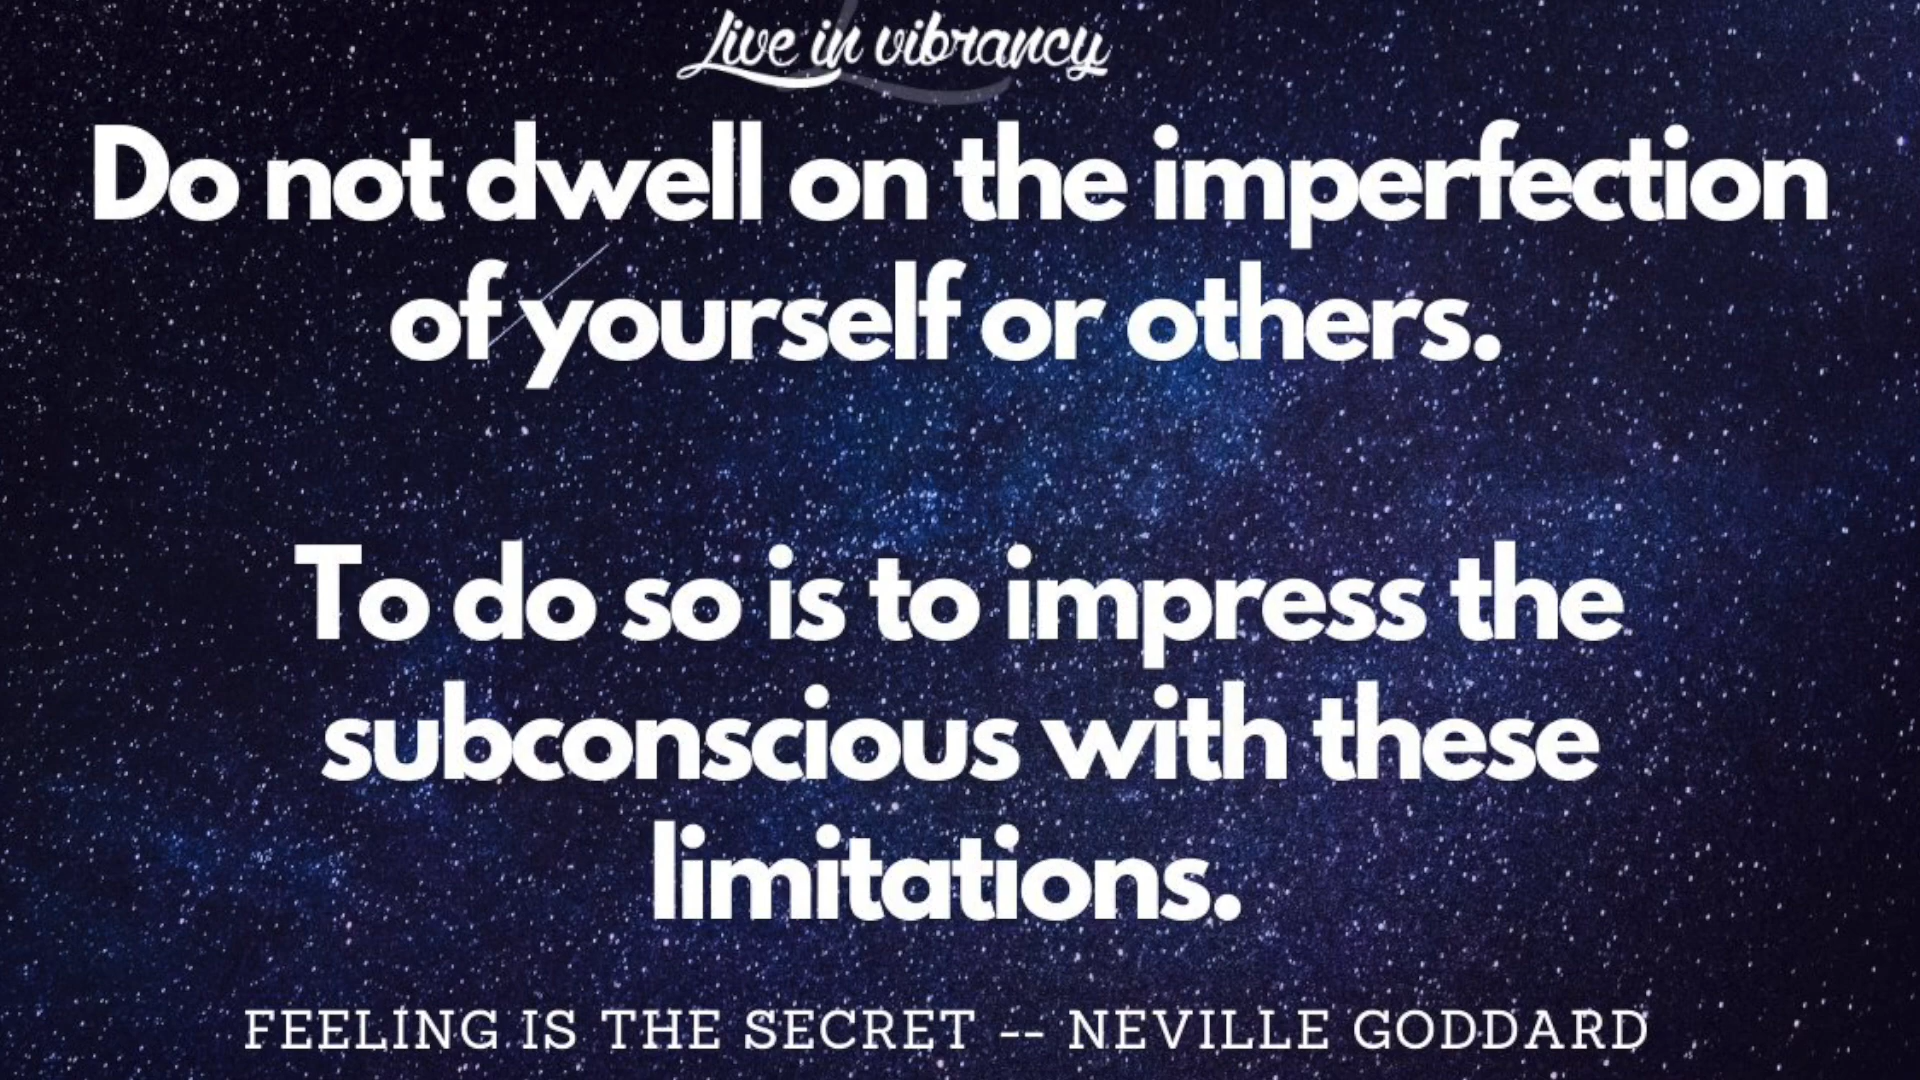 Live in vibrancy
Do not dwell on the imperfection
of yourself or others.
To do so is to impress the
subconscious with these
limitations.
FEELING IS THE SECRET -- NEVILLE GODDARD